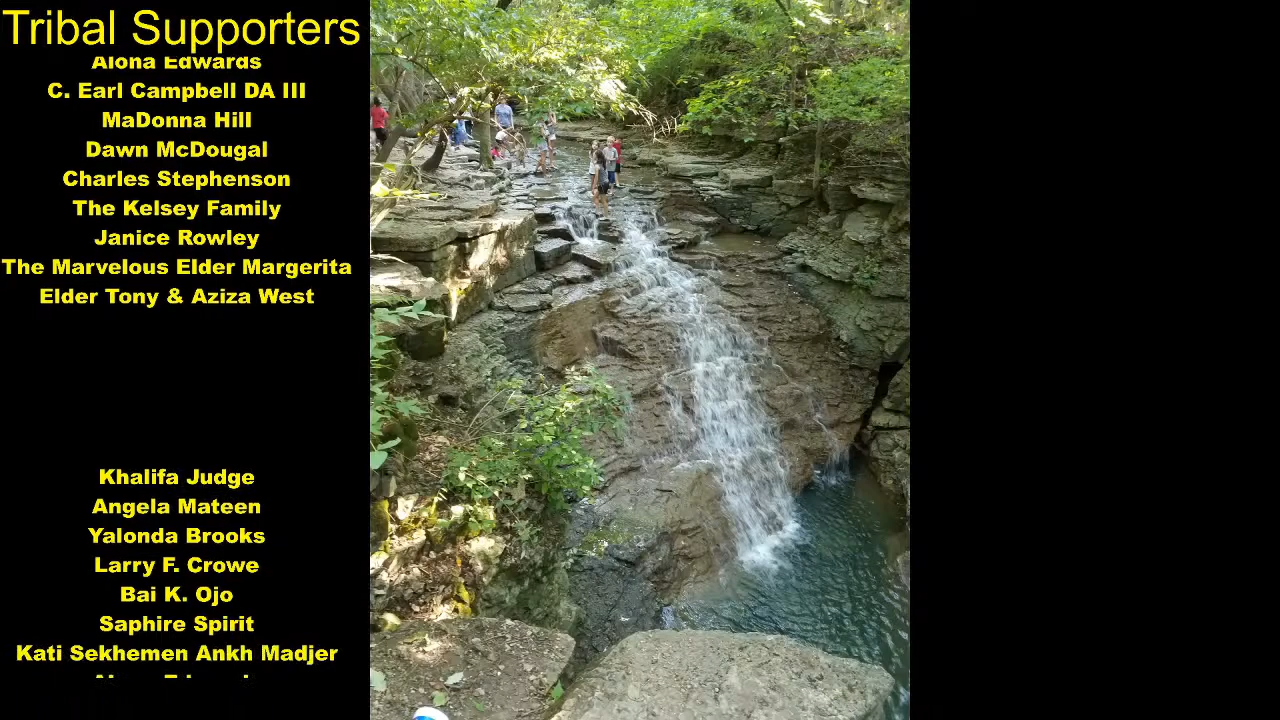 Tribal Supporters
Alona Edwards
C. Earl Campbell DA III
MaDonna Hill
Dawn McDougal
Charles Stephenson
The Kelsey Family
Janice Rowley
The Marvelous Elder Margerita
Elder Tony & Aziza West
Khalifa Judge
Angela Mateen
Yalonda Brooks
Larry F. Crowe
Bai K. Ojo
Saphire Spirit
Kati Sekhemen Ankh Madjer